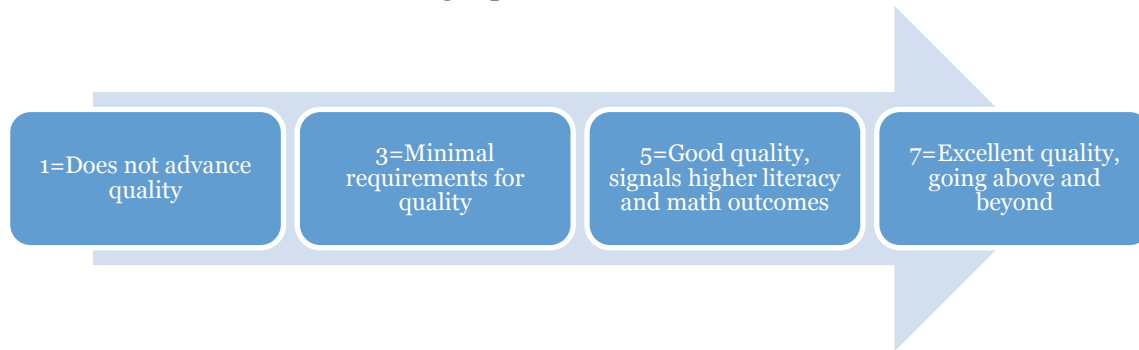 1=Does not advance
quality
3=Minimal
requirements for
quality
5=Good quality,
signals higher literacy
and math outcomes
7=Excellent quality,
going above and
beyond